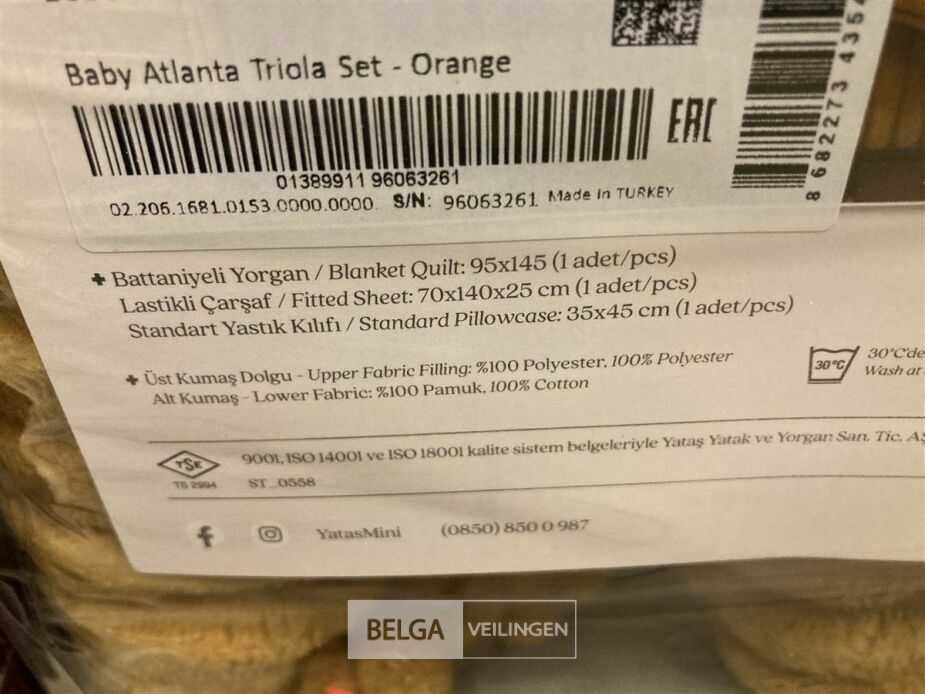 Baby Atlanta Triola Set - Orange
EAC
01389911 96063261
02.206.1681.0153.0000.0000 S/N: 96063261 Made in TURKEY
8 682273 435
+ Battaniyeli Yorgan / Blanket Quilt: 95x145 (1 adet/pcs)
Lastikli Çarşaf / Fitted Sheet: 70x140x25 cm (1 adet/pcs)
Standart Yastık Kılıfı / Standard Pillowcase: 35x45 cm (1 adet/pcs)
+ Üst Kumaş Dolgu - Upper Fabric Filling: %100 Polyester, 100% Polyester
Alt Kumaş - Lower Fabric: %100 Pamuk, 100% Cotton
30°C
30°C'de
Wash at
TSE
TS 2994
9001, ISO 14001 ve ISO 18001 kalite sistem belgeleriyle Yataş Yatak ve Yorgan San. Tic. AŞ
ST_0558
YatasMini (0850) 850 0 987
BELGA VEILINGEN